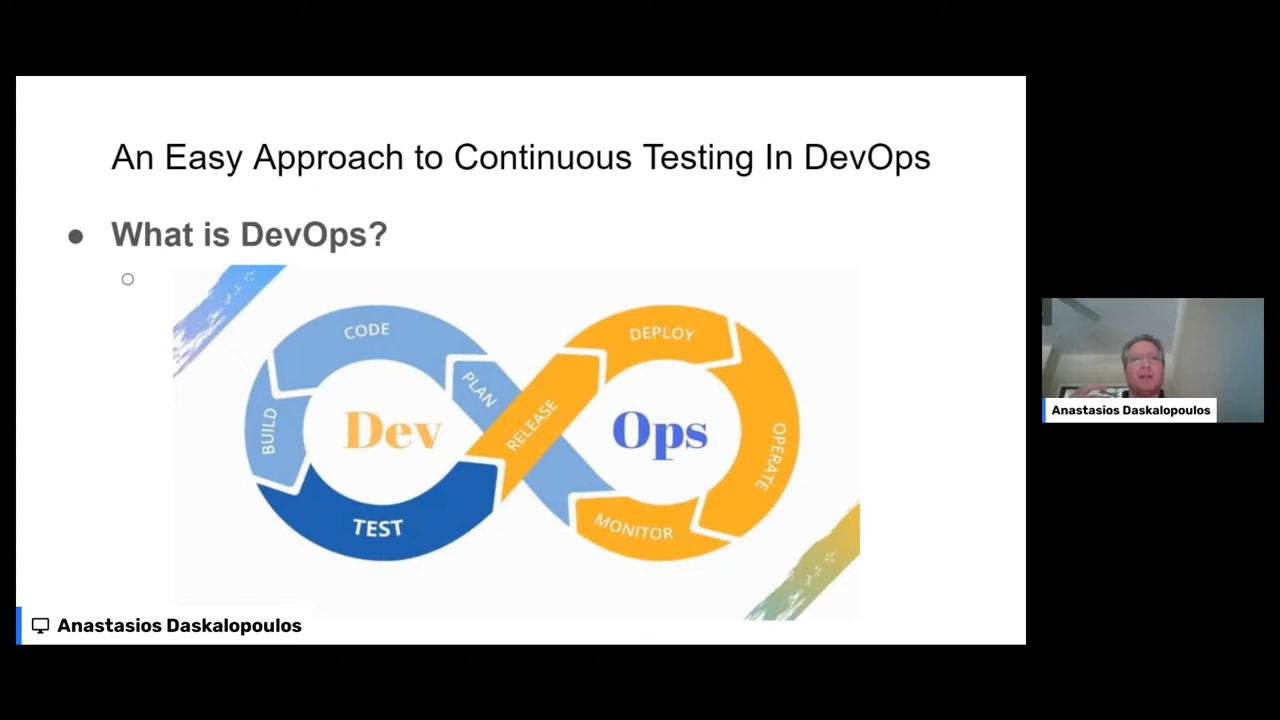 An Easy Approach to Continuous Testing In DevOps
What is DevOps?
CODE
DEPLOY
PLAN
BUILD
Dev
RELEASE
Ops
OPERATE
TEST
MONITOR
Anastasios Daskalopoulos
Anastasios Daskalopoulos